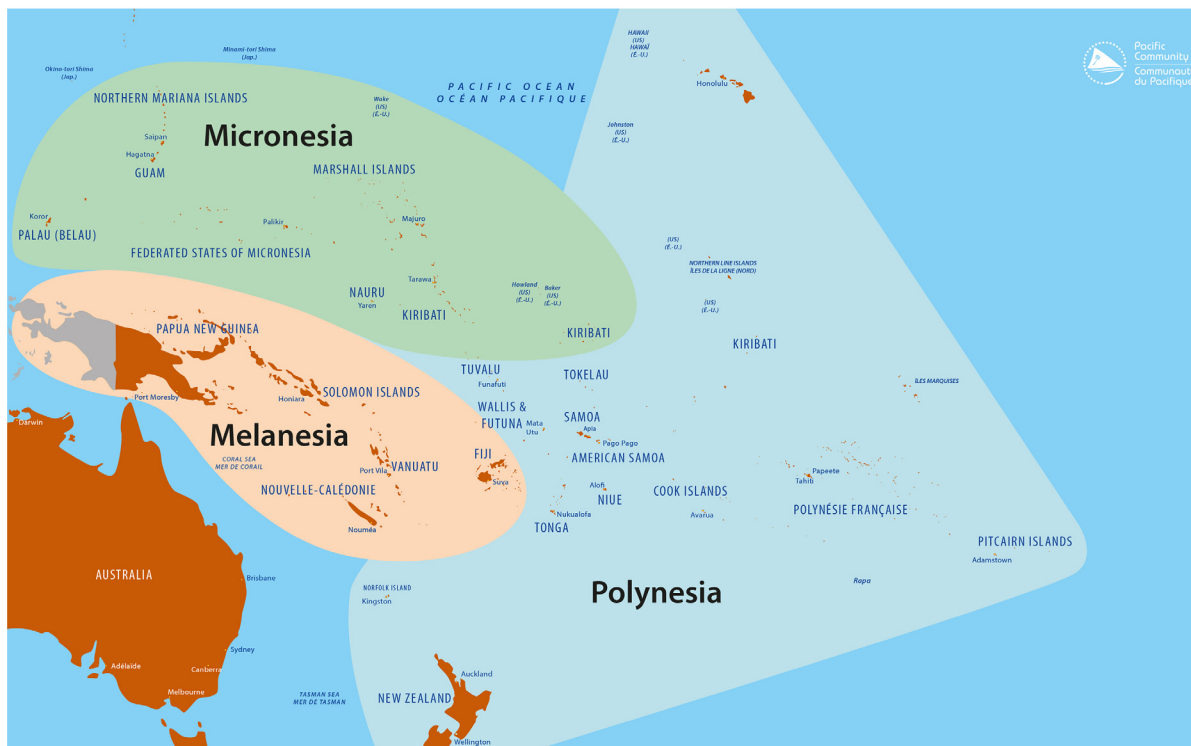 HAWAII
(US)
HAWAÏ
(É.-U.)
Honolulu
Pacific
Community
Communauté
du Pacifique
Minami-tori Shima
(Jap.)
Okino-tori Shima
(Jap.)
PACIFIC OCEAN
OCÉAN PACIFIQUE
NORTHERN MARIANA ISLANDS
Wake
(US)
(É.-U.)
Johnston
(US)
(É.-U.)
Micronesia
Saipan
Hagatna
GUAM
MARSHALL ISLANDS
Koror
PALAU (BELAU)
Palikir
Majuro
FEDERATED STATES OF MICRONESIA
(US)
(É.-U.)
NORTHERN LINE ISLANDS
ÎLES DE LA LIGNE (NORD)
Tarawa
NAURU
Yaren
KIRIBATI
Howland
(US)
(É.-U.)
Baker
(US)
(É.-U.)
(US)
(É.-U.)
KIRIBATI
KIRIBATI
PAPUA NEW GUINEA
TUVALU
Funafuti
TOKELAU
ÎLES MARQUISES
Port Moresby
Honiara
SOLOMON ISLANDS
Darwin
Melanesia
WALLIS &
FUTUNA
Mata
Utu
SAMOA
Apia
Pago Pago
AMERICAN SAMOA
CORAL SEA
MER DE CORAIL
Port Vila
VANUATU
FIJI
Suva
Papeete
Tahiti
NOUVELLE-CALÉDONIE
Nouméa
Alofi
NIUE
COOK ISLANDS
Avarua
Nukualofa
TONGA
POLYNÉSIE FRANÇAISE
PITCAIRN ISLANDS
Adamstown
AUSTRALIA
Brisbane
NORFOLK ISLAND
Kingston
Polynesia
Rapa
Sydney
Adélaïde
Canberra
Melbourne
TASMAN SEA
MER DE TASMAN
Auckland
NEW ZEALAND
Wellington